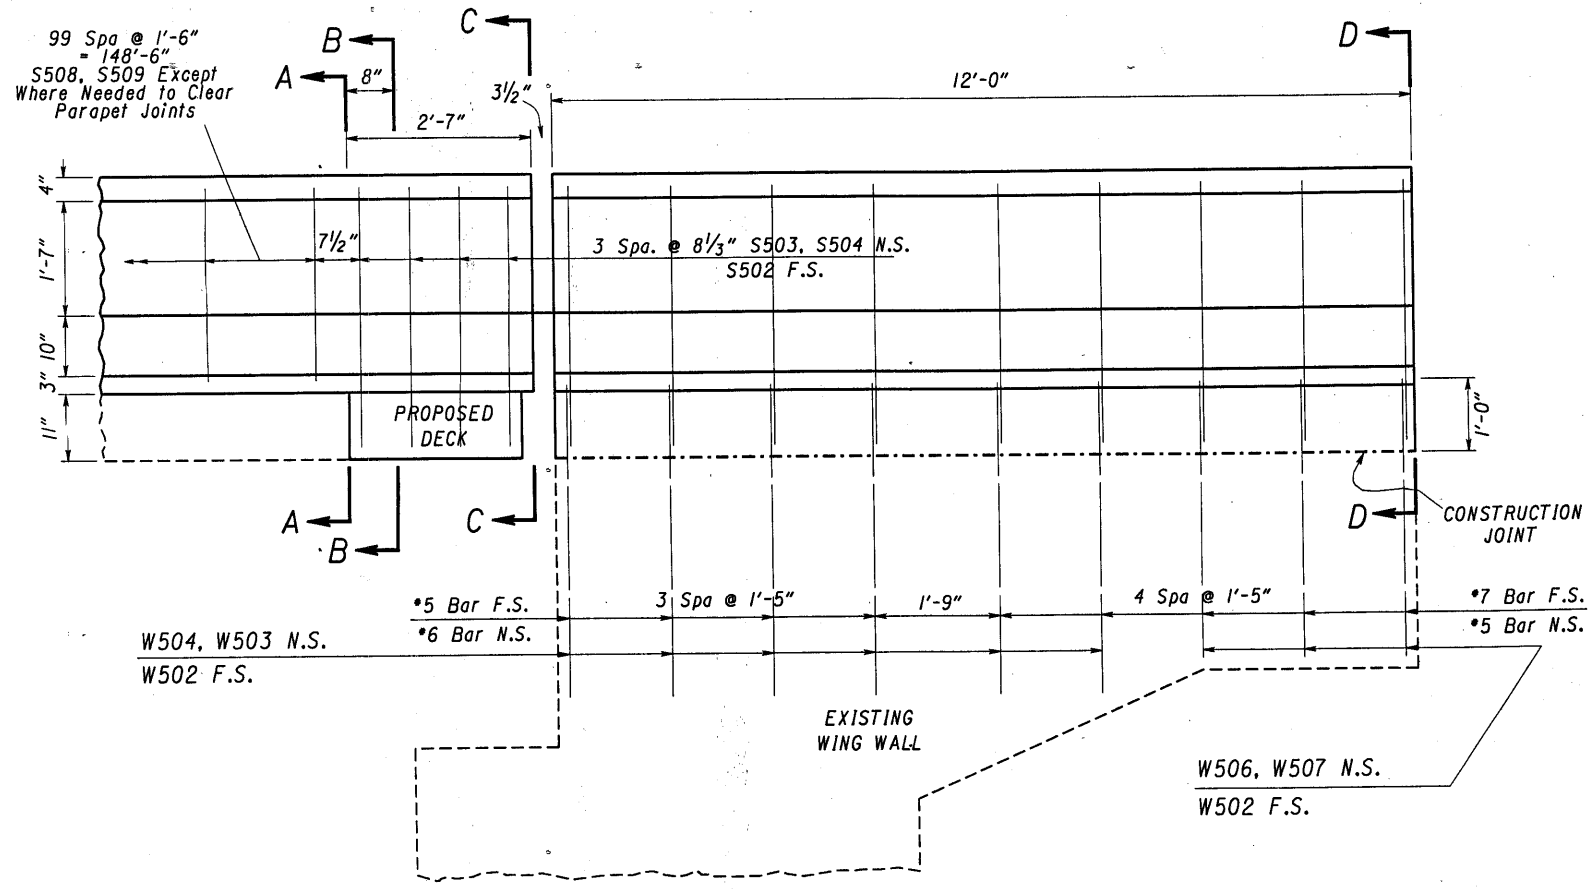 99 Spa @ 1'-6"
= 148'-6"
S508, S509 Except
Where Needed to Clear
Parapet Joints
A
B
C
D
8"
3½"
12'-0"
2'-7"
4"
1'-7"
10"
3"
11"
7½"
3 Spa. @ 8⅓" S503, S504 N.S.
S502 F.S.
PROPOSED
DECK
1'-0"
A
B
C
D
CONSTRUCTION
JOINT
#5 Bar F.S.
#6 Bar N.S.
3 Spa @ 1'-5"
1'-9"
4 Spa @ 1'-5"
#7 Bar F.S.
#5 Bar N.S.
W504, W503 N.S.
W502 F.S.
EXISTING
WING WALL
W506, W507 N.S.
W502 F.S.